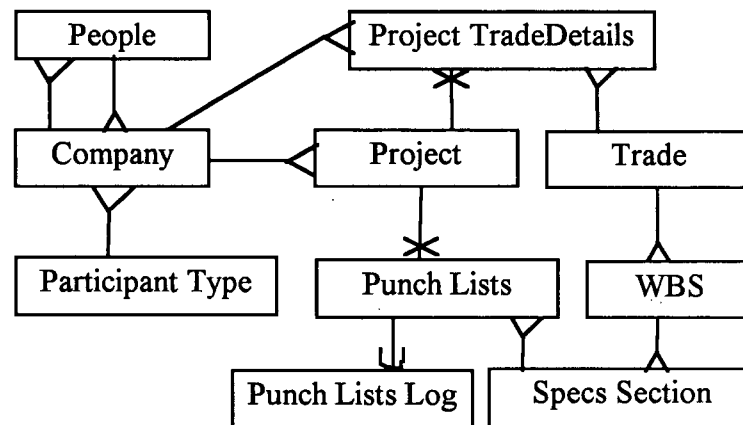 People
Project TradeDetails
Company
Project
Trade
Participant Type
Punch Lists
WBS
Punch Lists Log
Specs Section